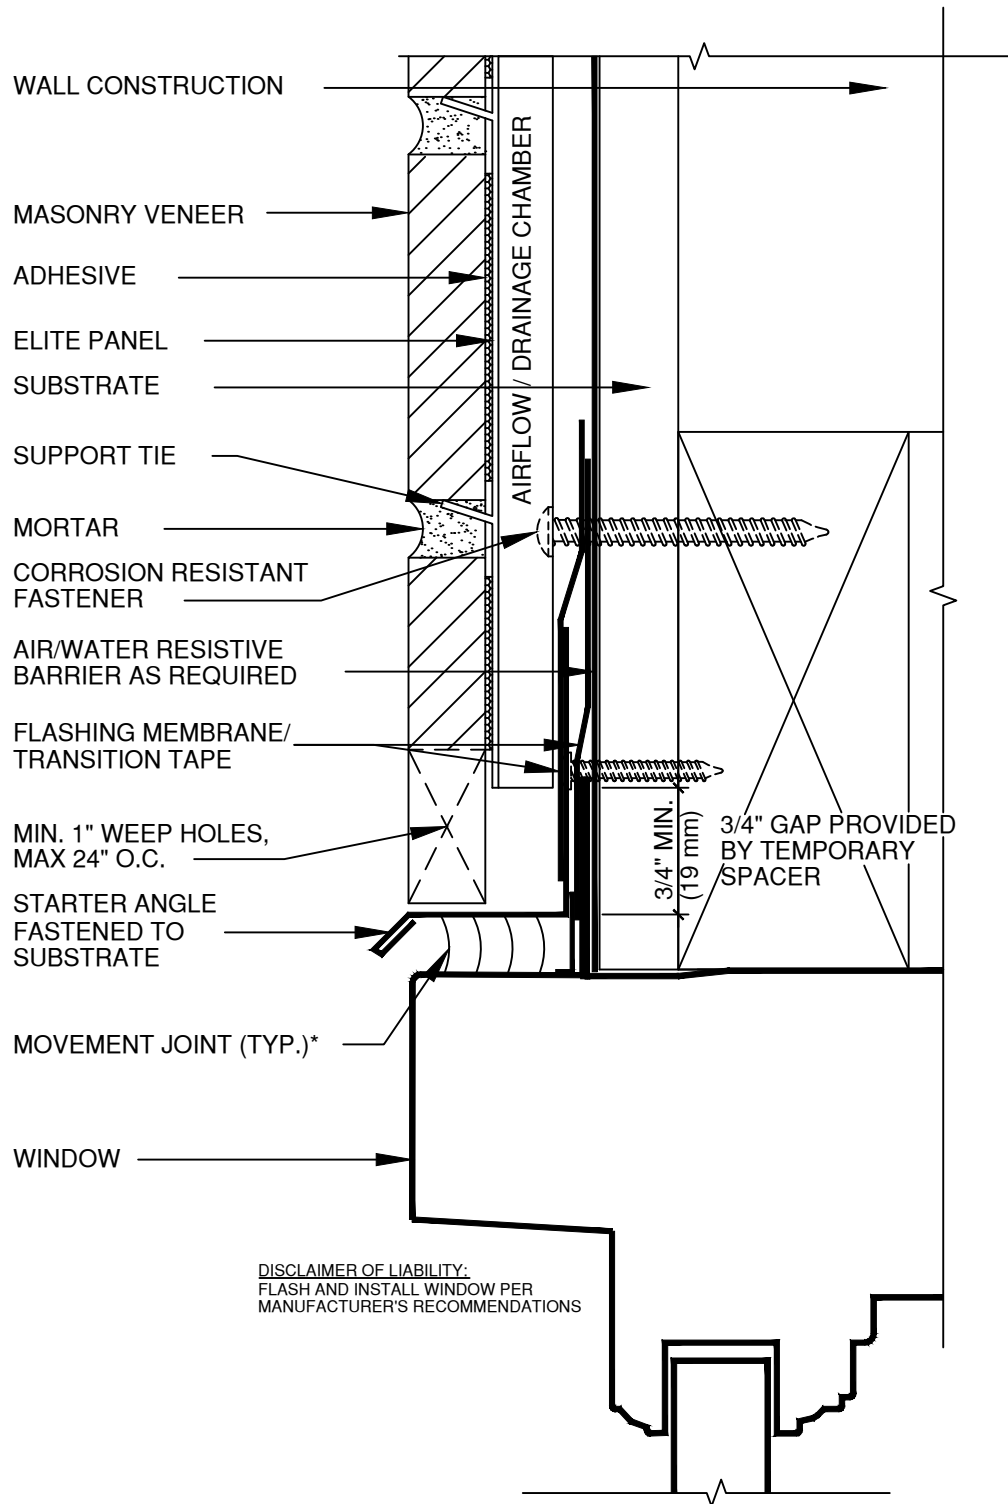 WALL CONSTRUCTION
MASONRY VENEER
ADHESIVE
ELITE PANEL
SUBSTRATE
SUPPORT TIE
MORTAR
CORROSION RESISTANT
FASTENER
AIR/WATER RESISTIVE
BARRIER AS REQUIRED
FLASHING MEMBRANE/
TRANSITION TAPE
MIN. 1" WEEP HOLES,
MAX 24" O.C.
STARTER ANGLE
FASTENED TO
SUBSTRATE
MOVEMENT JOINT (TYP.)*
WINDOW
AIRFLOW / DRAINAGE CHAMBER
3/4" MIN.
(19 mm)
3/4" GAP PROVIDED
BY TEMPORARY
SPACER
DISCLAIMER OF LIABILITY:
FLASH AND INSTALL WINDOW PER
MANUFACTURER'S RECOMMENDATIONS